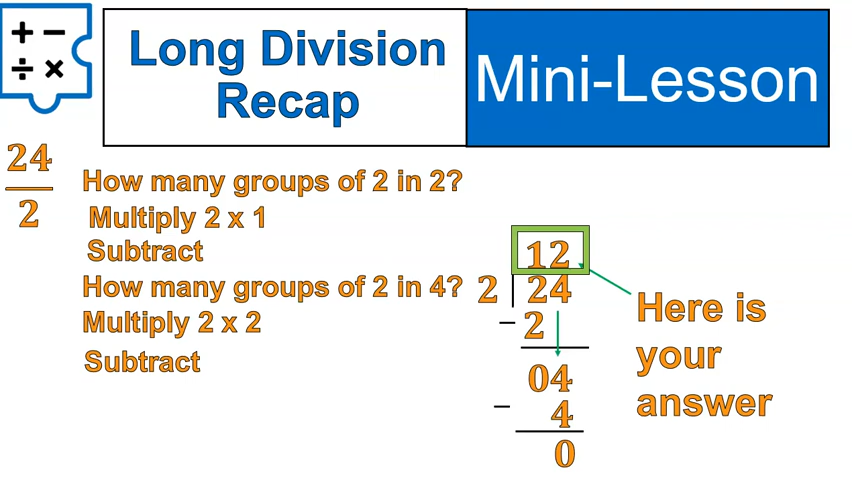 + −
÷ ×
Long Division
Recap
Mini-Lesson
24
2
How many groups of 2 in 2?
Multiply 2 x 1
Subtract
How many groups of 2 in 4?
Multiply 2 x 2
Subtract
12
2 24
− 2
04
− 4
0
Here is
your
answer